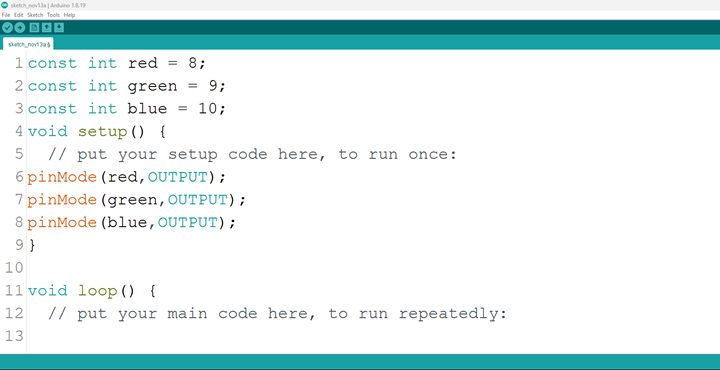 sketch_nov13a | Arduino 1.8.19
File Edit Sketch Tools Help
sketch_nov13a §
1 const int red = 8;
2 const int green = 9;
3 const int blue = 10;
4 void setup() {
5 // put your setup code here, to run once:
6 pinMode(red,OUTPUT);
7 pinMode(green,OUTPUT);
8 pinMode(blue,OUTPUT);
9 }
10
11 void loop() {
12 // put your main code here, to run repeatedly:
13